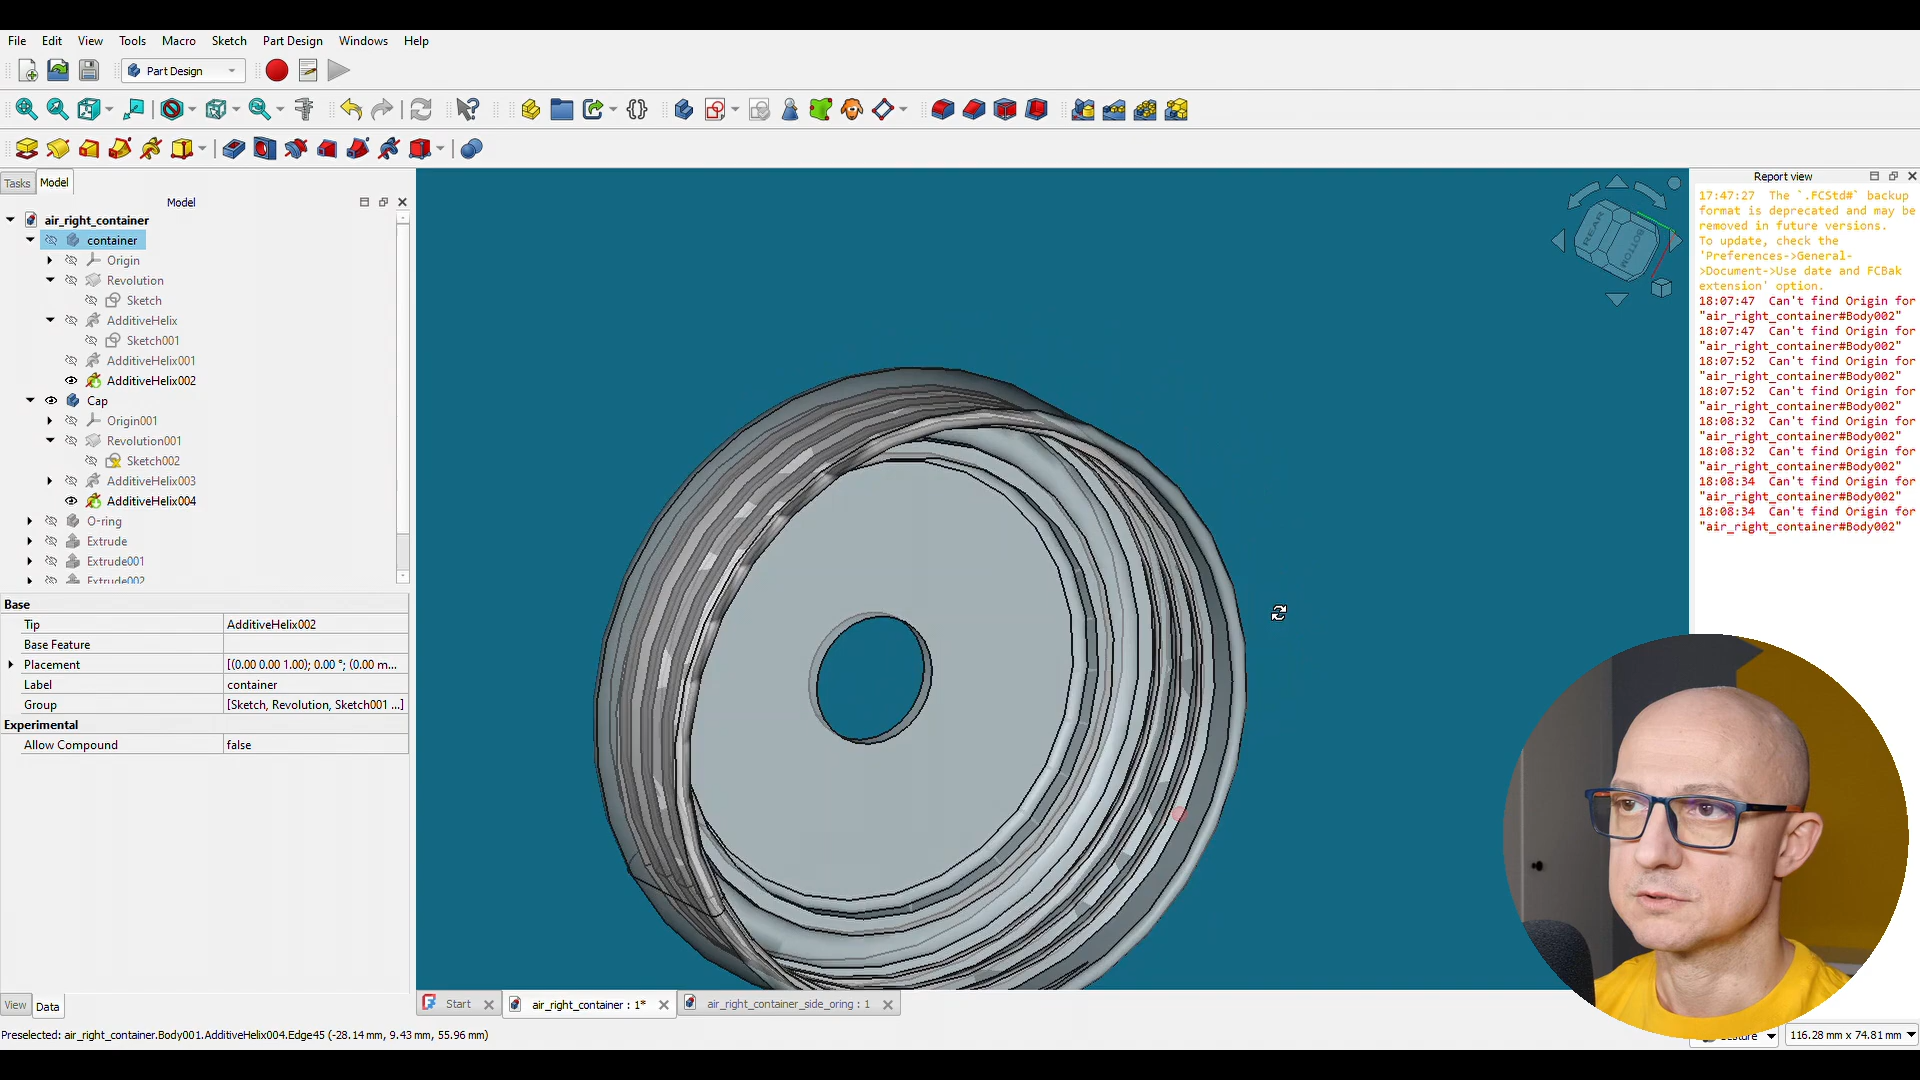 File Edit View Tools Macro Sketch Part Design Windows Help
Part Design
Tasks Model
Model
air_right_container
container
Origin
Revolution
Sketch
AdditiveHelix
Sketch001
AdditiveHelix001
AdditiveHelix002
Cap
Origin001
Revolution001
Sketch002
AdditiveHelix003
AdditiveHelix004
O-ring
Extrude
Extrude001
Extrude002
Base
Tip AdditiveHelix002
Base Feature
Placement [(0.00 0.00 1.00); 0.00 °; (0.00 m...
Label container
Group [Sketch, Revolution, Sketch001 ...]
Experimental
Allow Compound false
View Data
REAR
BOTTOM
Report view
17:47:27 The `.FCStd#` backup
format is deprecated and may be
removed in future versions.
To update, check the
'Preferences->General-
>Document->Use date and FCBak
extension' option.
18:07:47 Can't find Origin for
"air_right_container#Body002"
18:07:47 Can't find Origin for
"air_right_container#Body002"
18:07:52 Can't find Origin for
"air_right_container#Body002"
18:07:52 Can't find Origin for
"air_right_container#Body002"
18:08:32 Can't find Origin for
"air_right_container#Body002"
18:08:32 Can't find Origin for
"air_right_container#Body002"
18:08:34 Can't find Origin for
"air_right_container#Body002"
18:08:34 Can't find Origin for
"air_right_container#Body002"
Start air_right_container : 1* air_right_container_side_oring : 1
Preselected: air_right_container.Body001.AdditiveHelix004.Edge45 (-28.14 mm, 9.43 mm, 55.96 mm)
116.28 mm x 74.81 mm